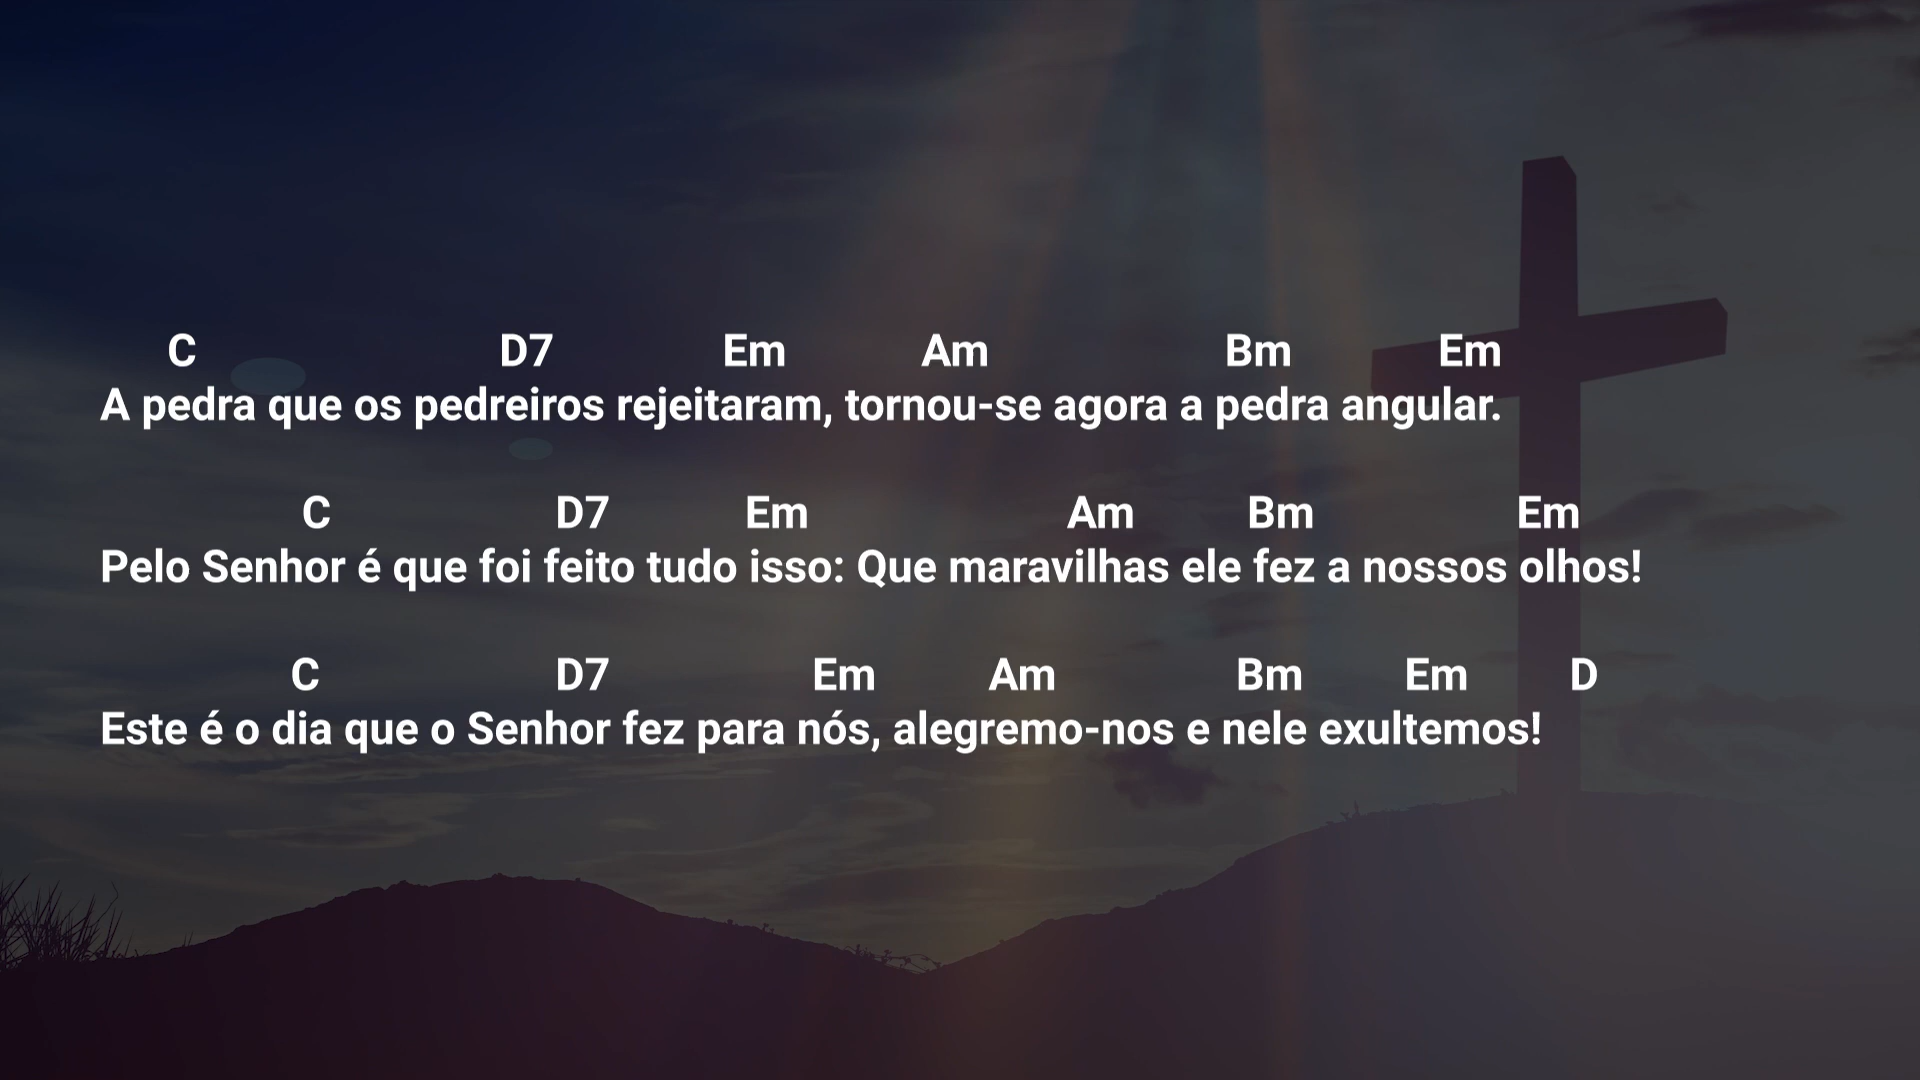 C D7 Em Am Bm Em
A pedra que os pedreiros rejeitaram, tornou-se agora a pedra angular.
C D7 Em Am Bm Em
Pelo Senhor é que foi feito tudo isso: Que maravilhas ele fez a nossos olhos!
C D7 Em Am Bm Em D
Este é o dia que o Senhor fez para nós, alegremo-nos e nele exultemos!